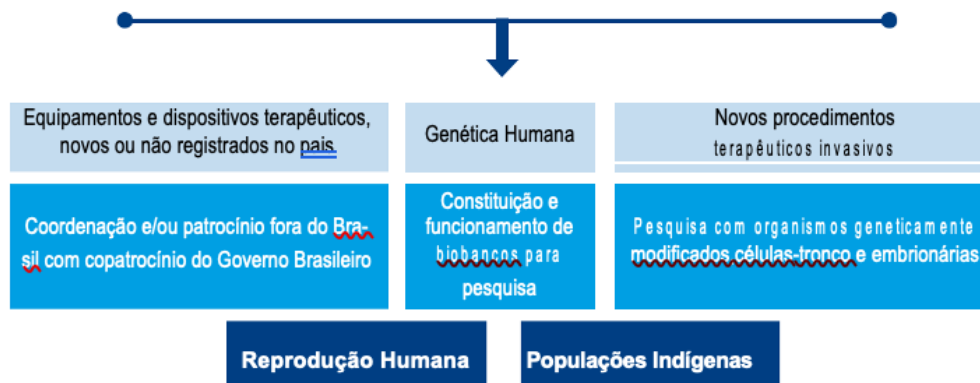 Equipamentos e dispositivos terapêuticos,
novos ou não registrados no pais.
Genética Humana
Novos procedimentos
terapêuticos invasivos
Coordenação e/ou patrocínio fora do Bra-
sil com copatrocínio do Governo Brasileiro
Constituição e
funcionamento de
biobancos para
pesquisa
Pesquisa com organismos geneticamente
modificados células-tronco e embrionárias
Reprodução Humana
Populações Indígenas